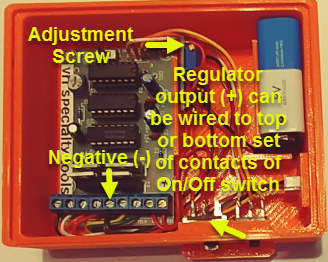 Adjustment
Screw
Regulator
output (+) can
be wired to top
or bottom set
of contacts of
On/Off switch
Negative (-)
vr specialty tools